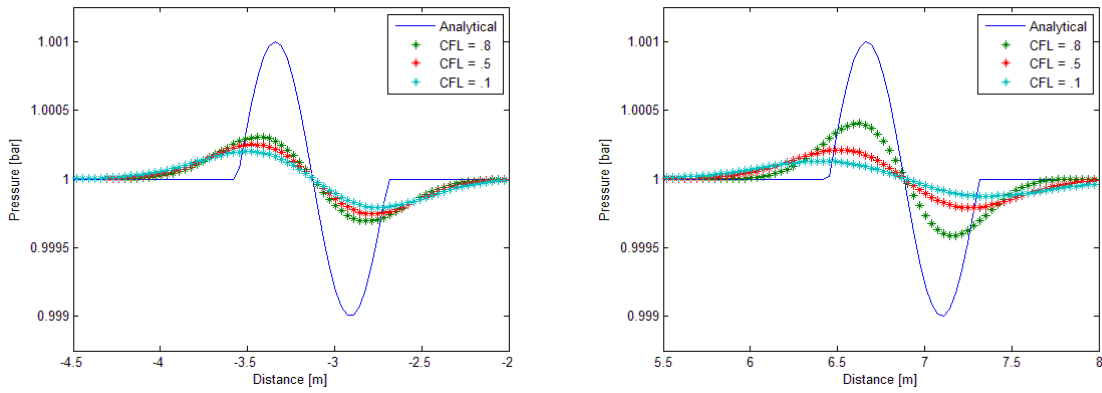 Analytical
CFL = .8
CFL = .5
CFL = .1
1.001
1.0005
1
0.9995
0.999
Pressure [bar]
-4.5 -4 -3.5 -3 -2.5 -2
Distance [m]
Analytical
CFL = .8
CFL = .5
CFL = .1
1.001
1.0005
1
0.9995
0.999
Pressure [bar]
5.5 6 6.5 7 7.5 8
Distance [m]